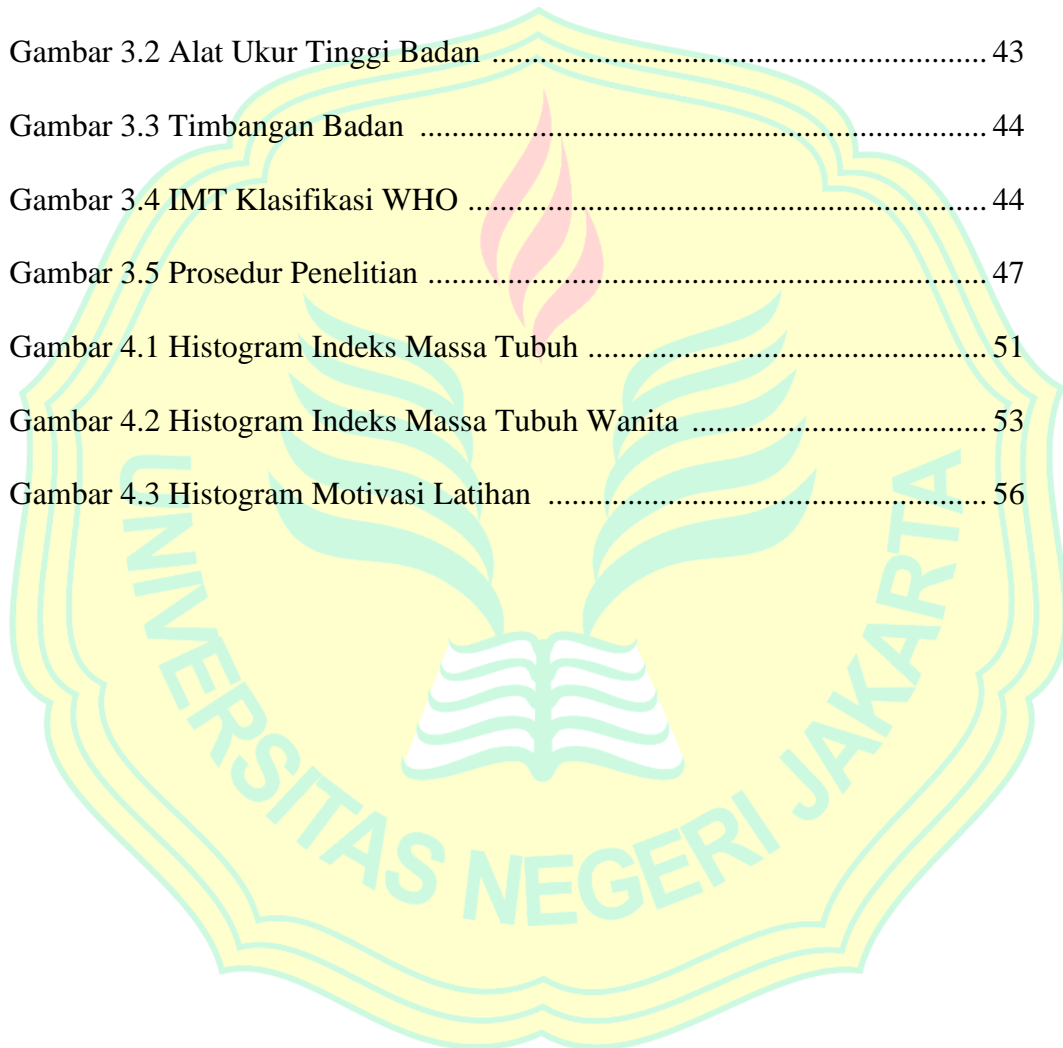 Gambar 3.2 Alat Ukur Tinggi Badan ................................................................. 43
Gambar 3.3 Timbangan Badan ........................................................................... 44
Gambar 3.4 IMT Klasifikasi WHO .................................................................... 44
Gambar 3.5 Prosedur Penelitian ......................................................................... 47
Gambar 4.1 Histogram Indeks Massa Tubuh .................................................... 51
Gambar 4.2 Histogram Indeks Massa Tubuh Wanita ....................................... 53
Gambar 4.3 Histogram Motivasi Latihan .......................................................... 56
UNIVERSITAS NEGERI JAKARTA